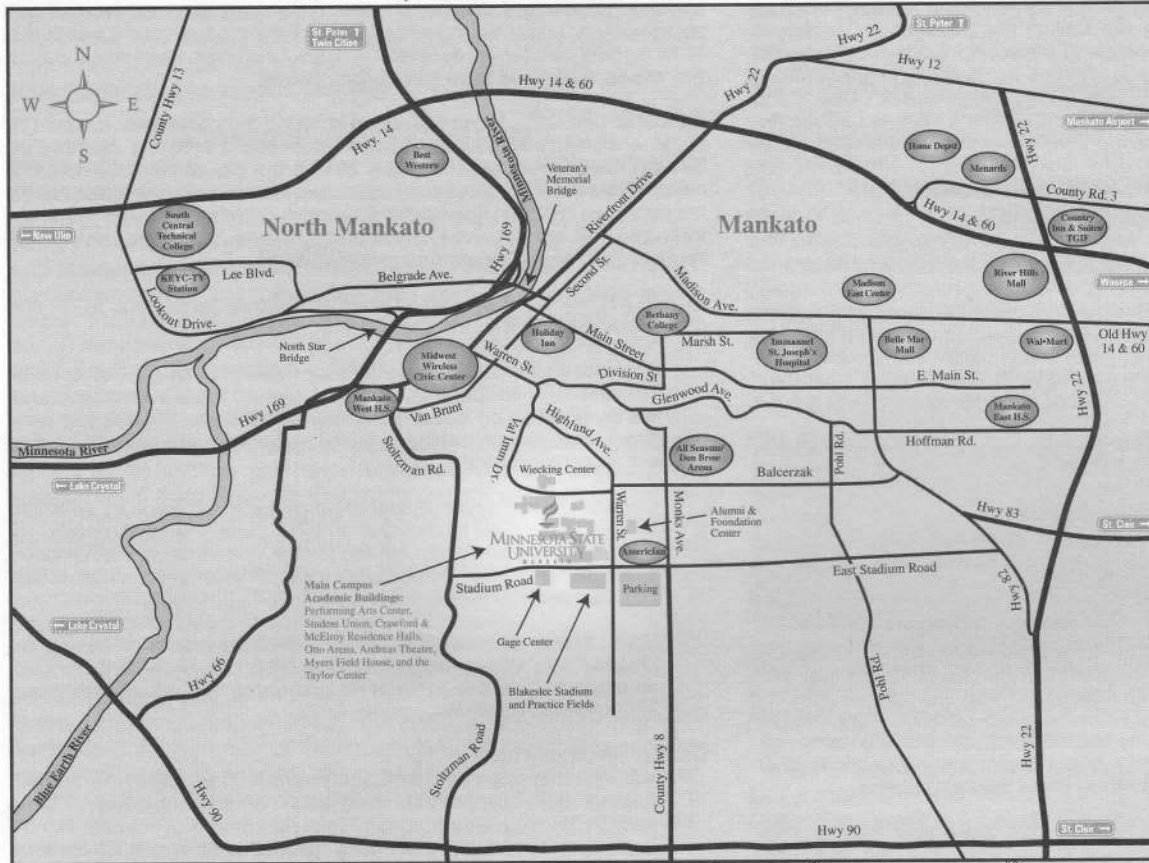 St. Peter ↑
Twin Cities
St. Peter ↑
Hwy 22
Hwy 12
N
W
E
S
County Hwy 13
Hwy 14 & 60
Hwy 22
Mankato Airport →
Hwy. 14
Best
Western
Minnesota River
Veteran's
Memorial
Bridge
Riverfront Drive
Home Depot
Menards
Hwy 22
County Rd. 3
South
Central
Technical
College
← New Ulm
North Mankato
Hwy 169
Mankato
Hwy 14 & 60
Country
Inn & Suites/
TGIF
KEYC-TV
Station
Lee Blvd.
Belgrade Ave.
Second St.
Madison Ave.
Madison
East Center
River Hills
Mall
Waseca →
Lookout Drive.
North Star
Bridge
Holiday
Inn
Bethany
College
Main Street
Marsh St.
Immanuel
St. Joseph's
Hospital
Belle Mar
Mall
Wal•Mart
Old Hwy
14 & 60
Midwest
Wireless
Civic Center
Warren St.
Division St
Glenwood Ave.
E. Main St.
Hwy 22
Hwy 169
Mankato
West H.S.
Van Brunt
Mankato
East H.S.
Minnesota River
Stoltzman Rd.
Val Imm Dr.
Highland Ave.
All Seasons/
Don Brose
Arena
Pohl Rd.
Hoffman Rd.
← Lake Crystal
Wiecking Center
Balcerzak
Warren St.
Monks Ave.
Alumni &
Foundation
Center
Hwy 83
St. Clair →
MINNESOTA STATE
UNIVERSITY
MANKATO
AmericInn
Main Campus
Academic Buildings:
Performing Arts Center,
Student Union, Crawford &
McElroy Residence Halls,
Otto Arena, Andreas Theatre,
Myers Field House, and the
Taylor Center
Stadium Road
Parking
East Stadium Road
Hwy 82
← Lake Crystal
Gage Center
Hwy 66
Blakeslee Stadium
and Practice Fields
Pohl Rd.
Blue Earth River
Hwy 90
Stoltzman Road
County Hwy 8
Hwy 22
Hwy 90
St. Clair →